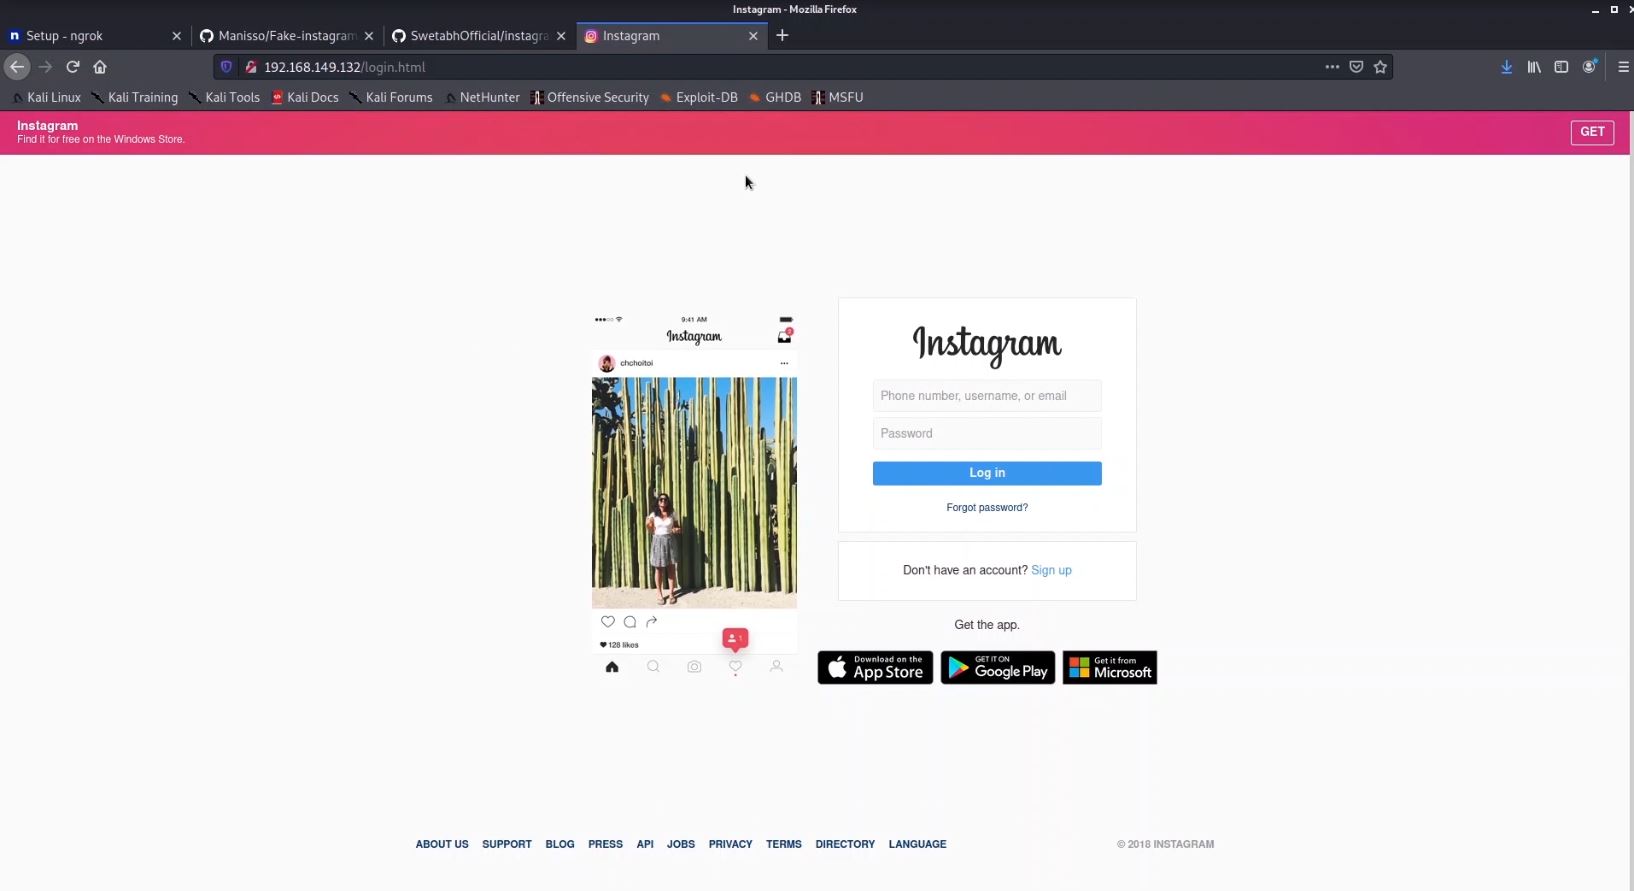 Instagram - Mozilla Firefox
Setup - ngrok
Manisso/Fake-instagram
SwetabhOfficial/instagra
Instagram
192.168.149.132/login.html
Kali Linux Kali Training Kali Tools Kali Docs Kali Forums NetHunter Offensive Security Exploit-DB GHDB MSFU
Instagram
Find it for free on the Windows Store.
GET
9:41 AM
Instagram
2
chchoitoi
128 likes
1
Instagram
Phone number, username, or email
Password
Log in
Forgot password?
Don't have an account? Sign up
Get the app.
Download on the
App Store
GET IT ON
Google Play
Get it from
Microsoft
ABOUT US SUPPORT BLOG PRESS API JOBS PRIVACY TERMS DIRECTORY LANGUAGE
© 2018 INSTAGRAM